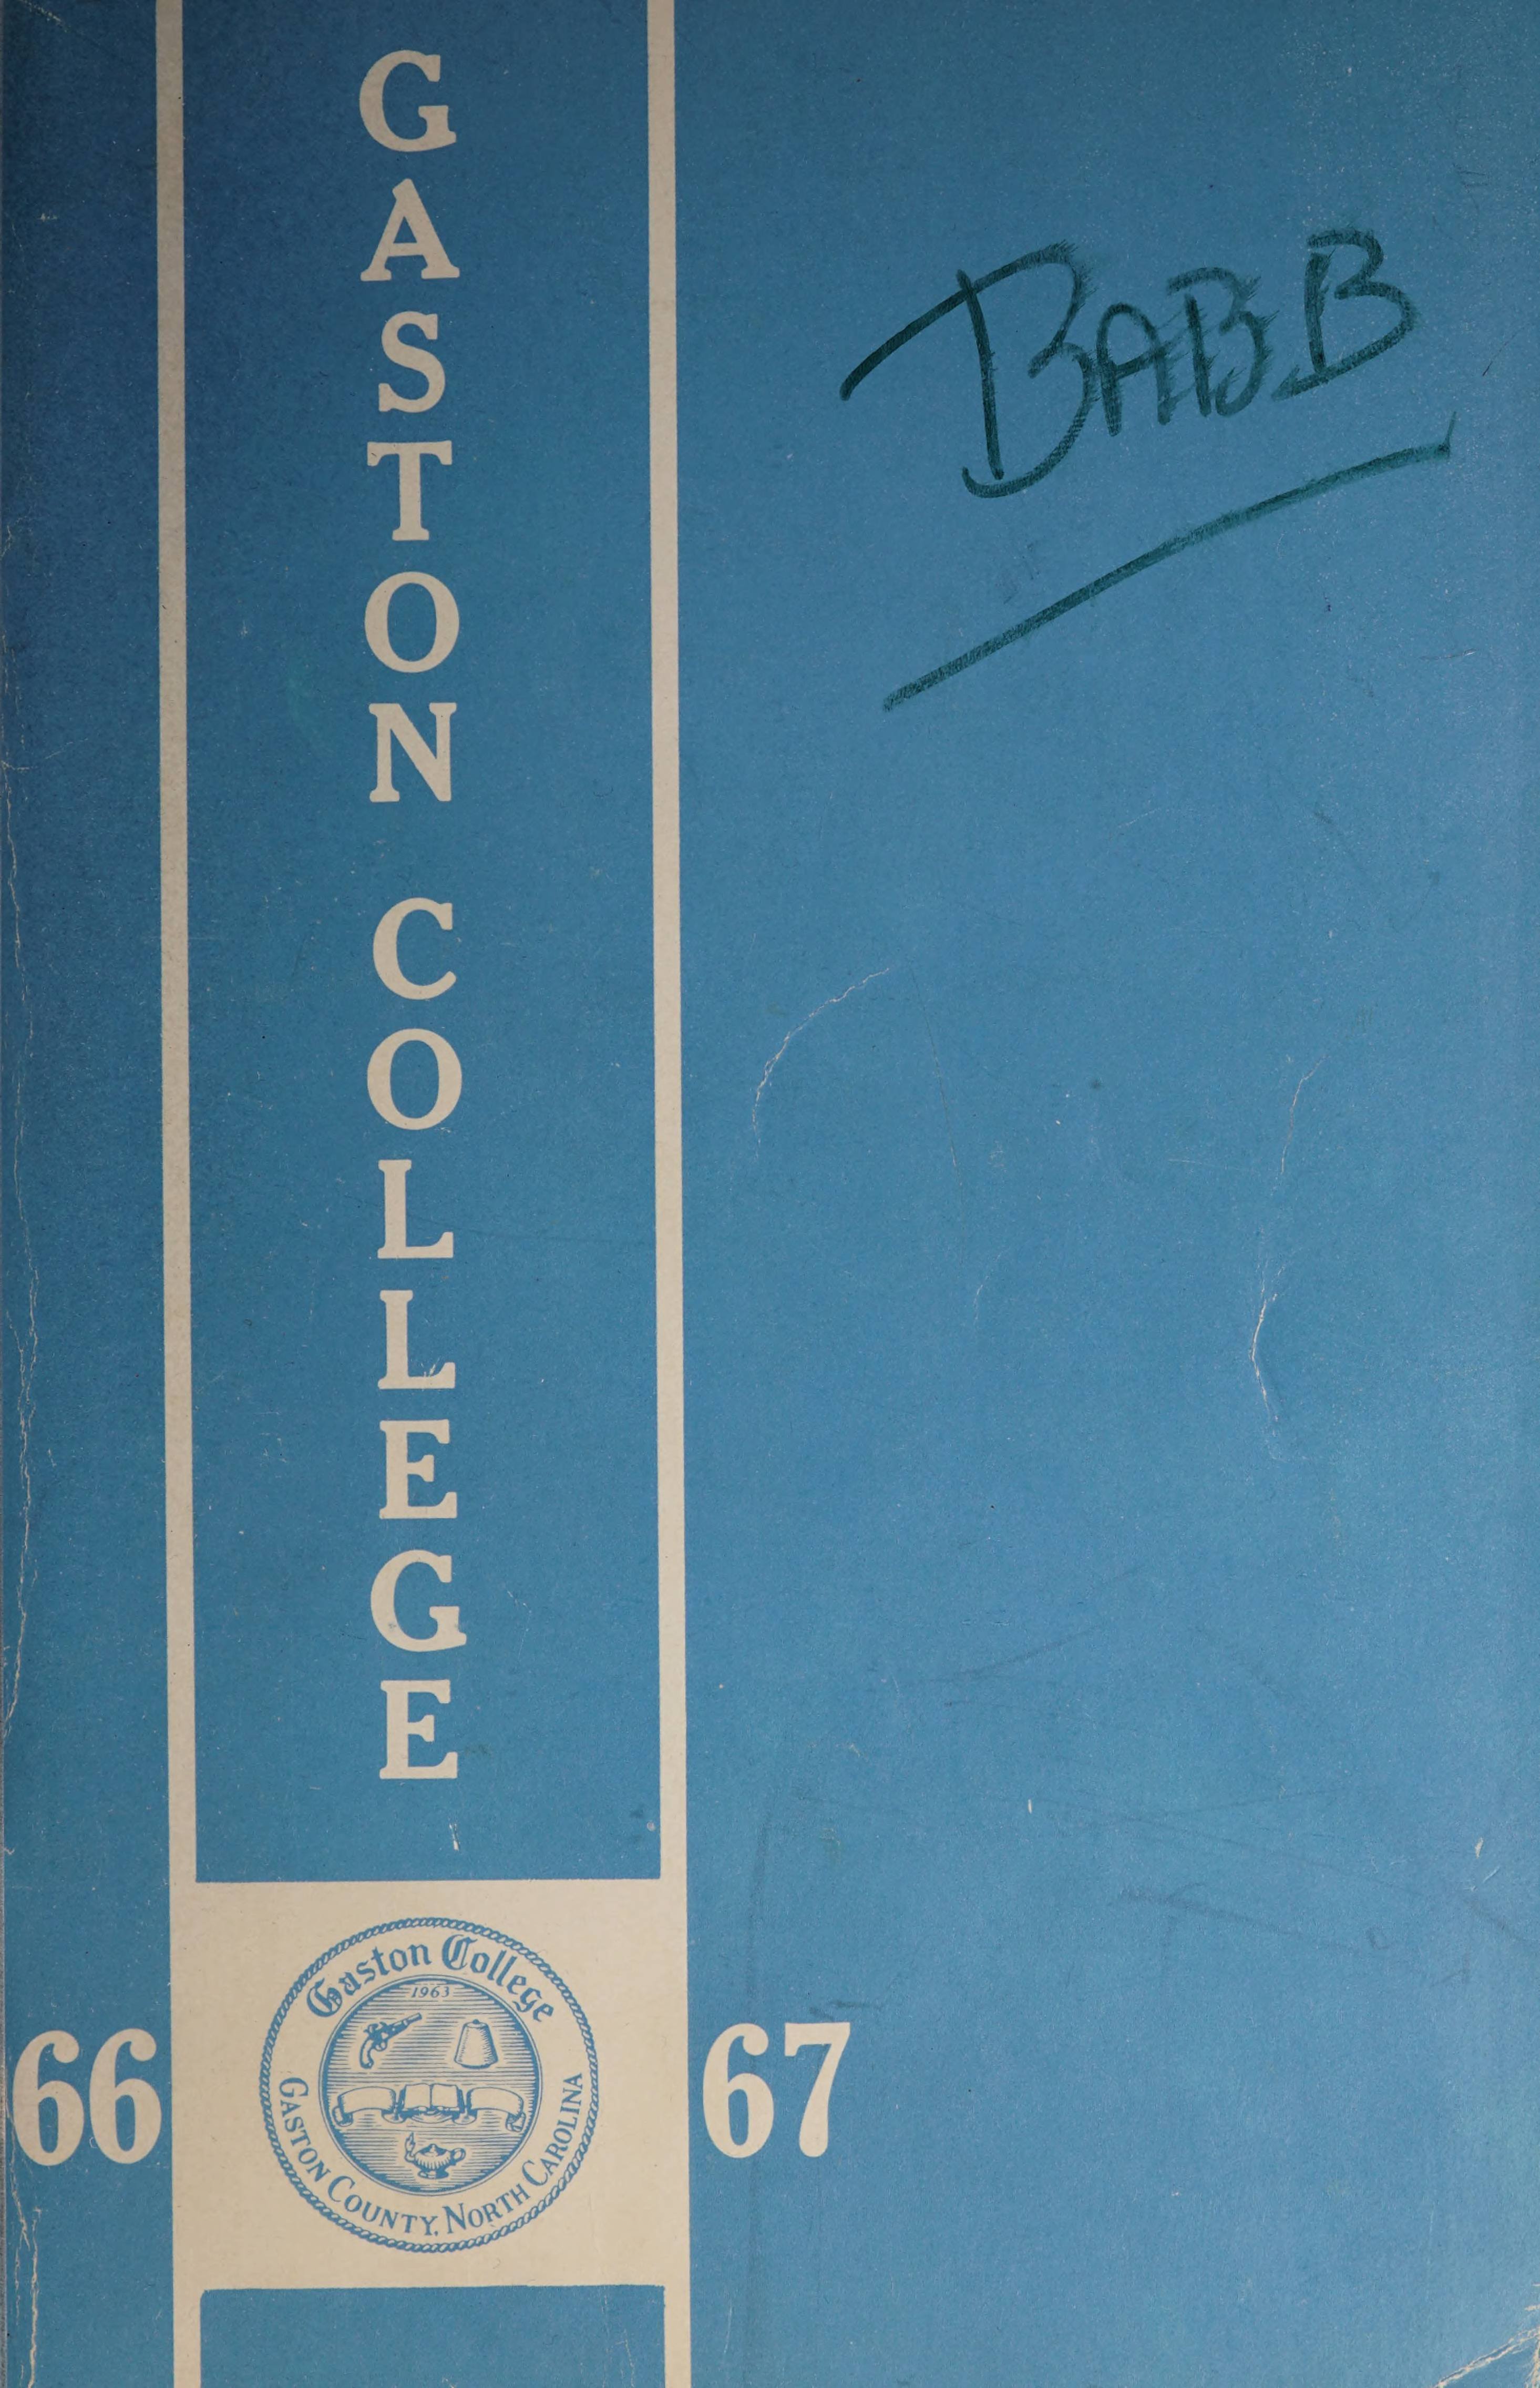 GASTON COLLEGE
BABB
66
67
Gaston College
1963
GASTON COUNTY, NORTH CAROLINA